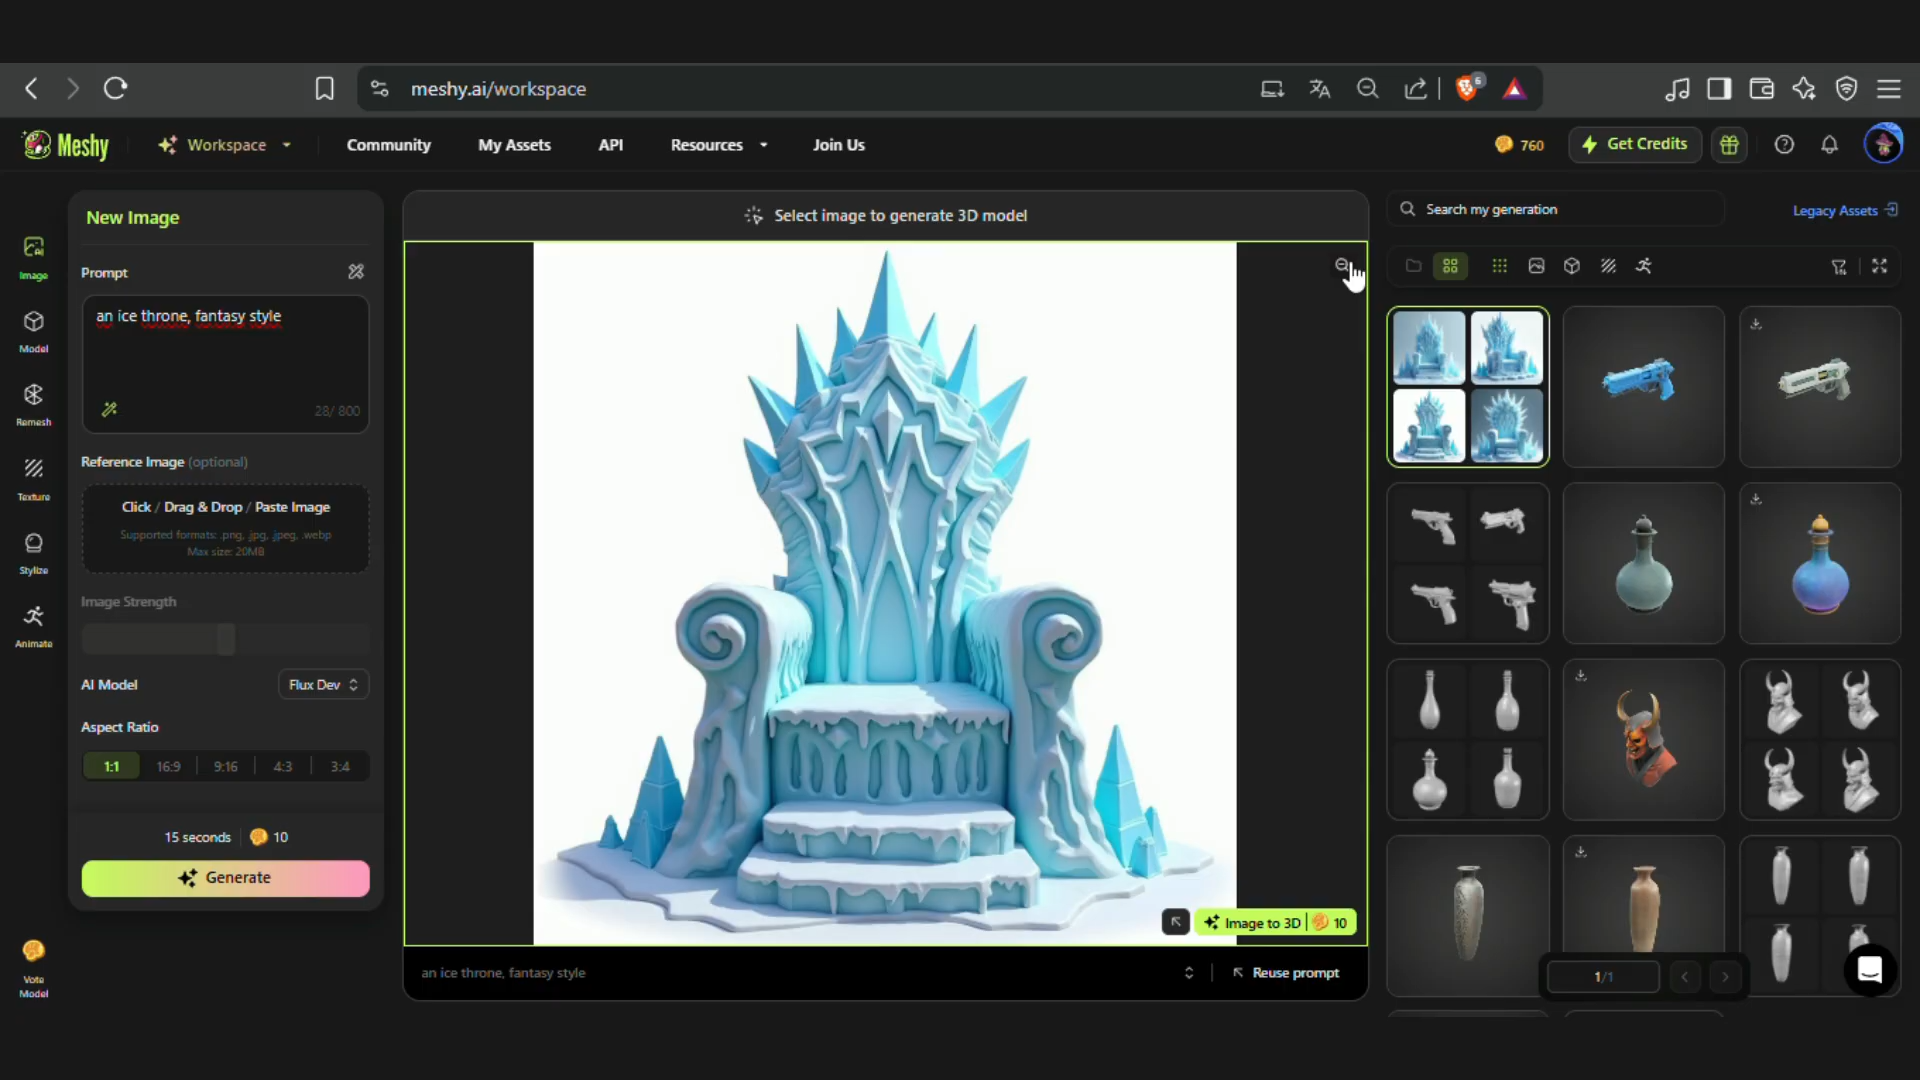 meshy.ai/workspace
6
Meshy
Workspace
Community
My Assets
API
Resources
Join Us
760
Get Credits
New Image
Select image to generate 3D model
Search my generation
Legacy Assets
Image
Model
Remesh
Texture
Stylize
Animate
Vote
Model
Prompt
an ice throne, fantasy style
28/ 800
Reference Image (optional)
Click / Drag & Drop / Paste Image
Supported formats: .png, .jpg, .jpeg, .webp
Max size: 20MB
Image Strength
AI Model
Flux Dev
Aspect Ratio
1:1 16:9 9:16 4:3 3:4
15 seconds 10
Generate
Image to 3D 10
an ice throne, fantasy style
Reuse prompt
1/1